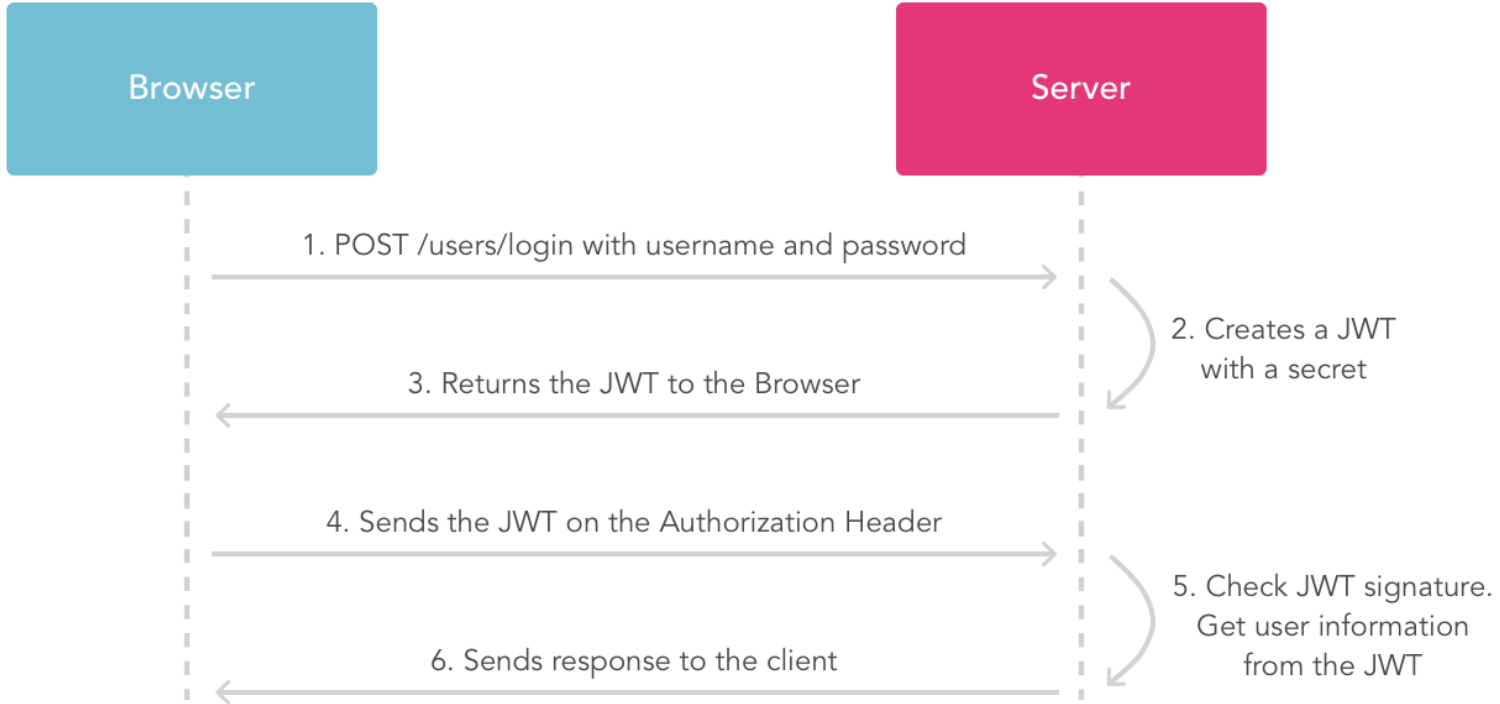 Browser
Server
1. POST /users/login with username and password
2. Creates a JWT
with a secret
3. Returns the JWT to the Browser
4. Sends the JWT on the Authorization Header
5. Check JWT signature.
Get user information
from the JWT
6. Sends response to the client